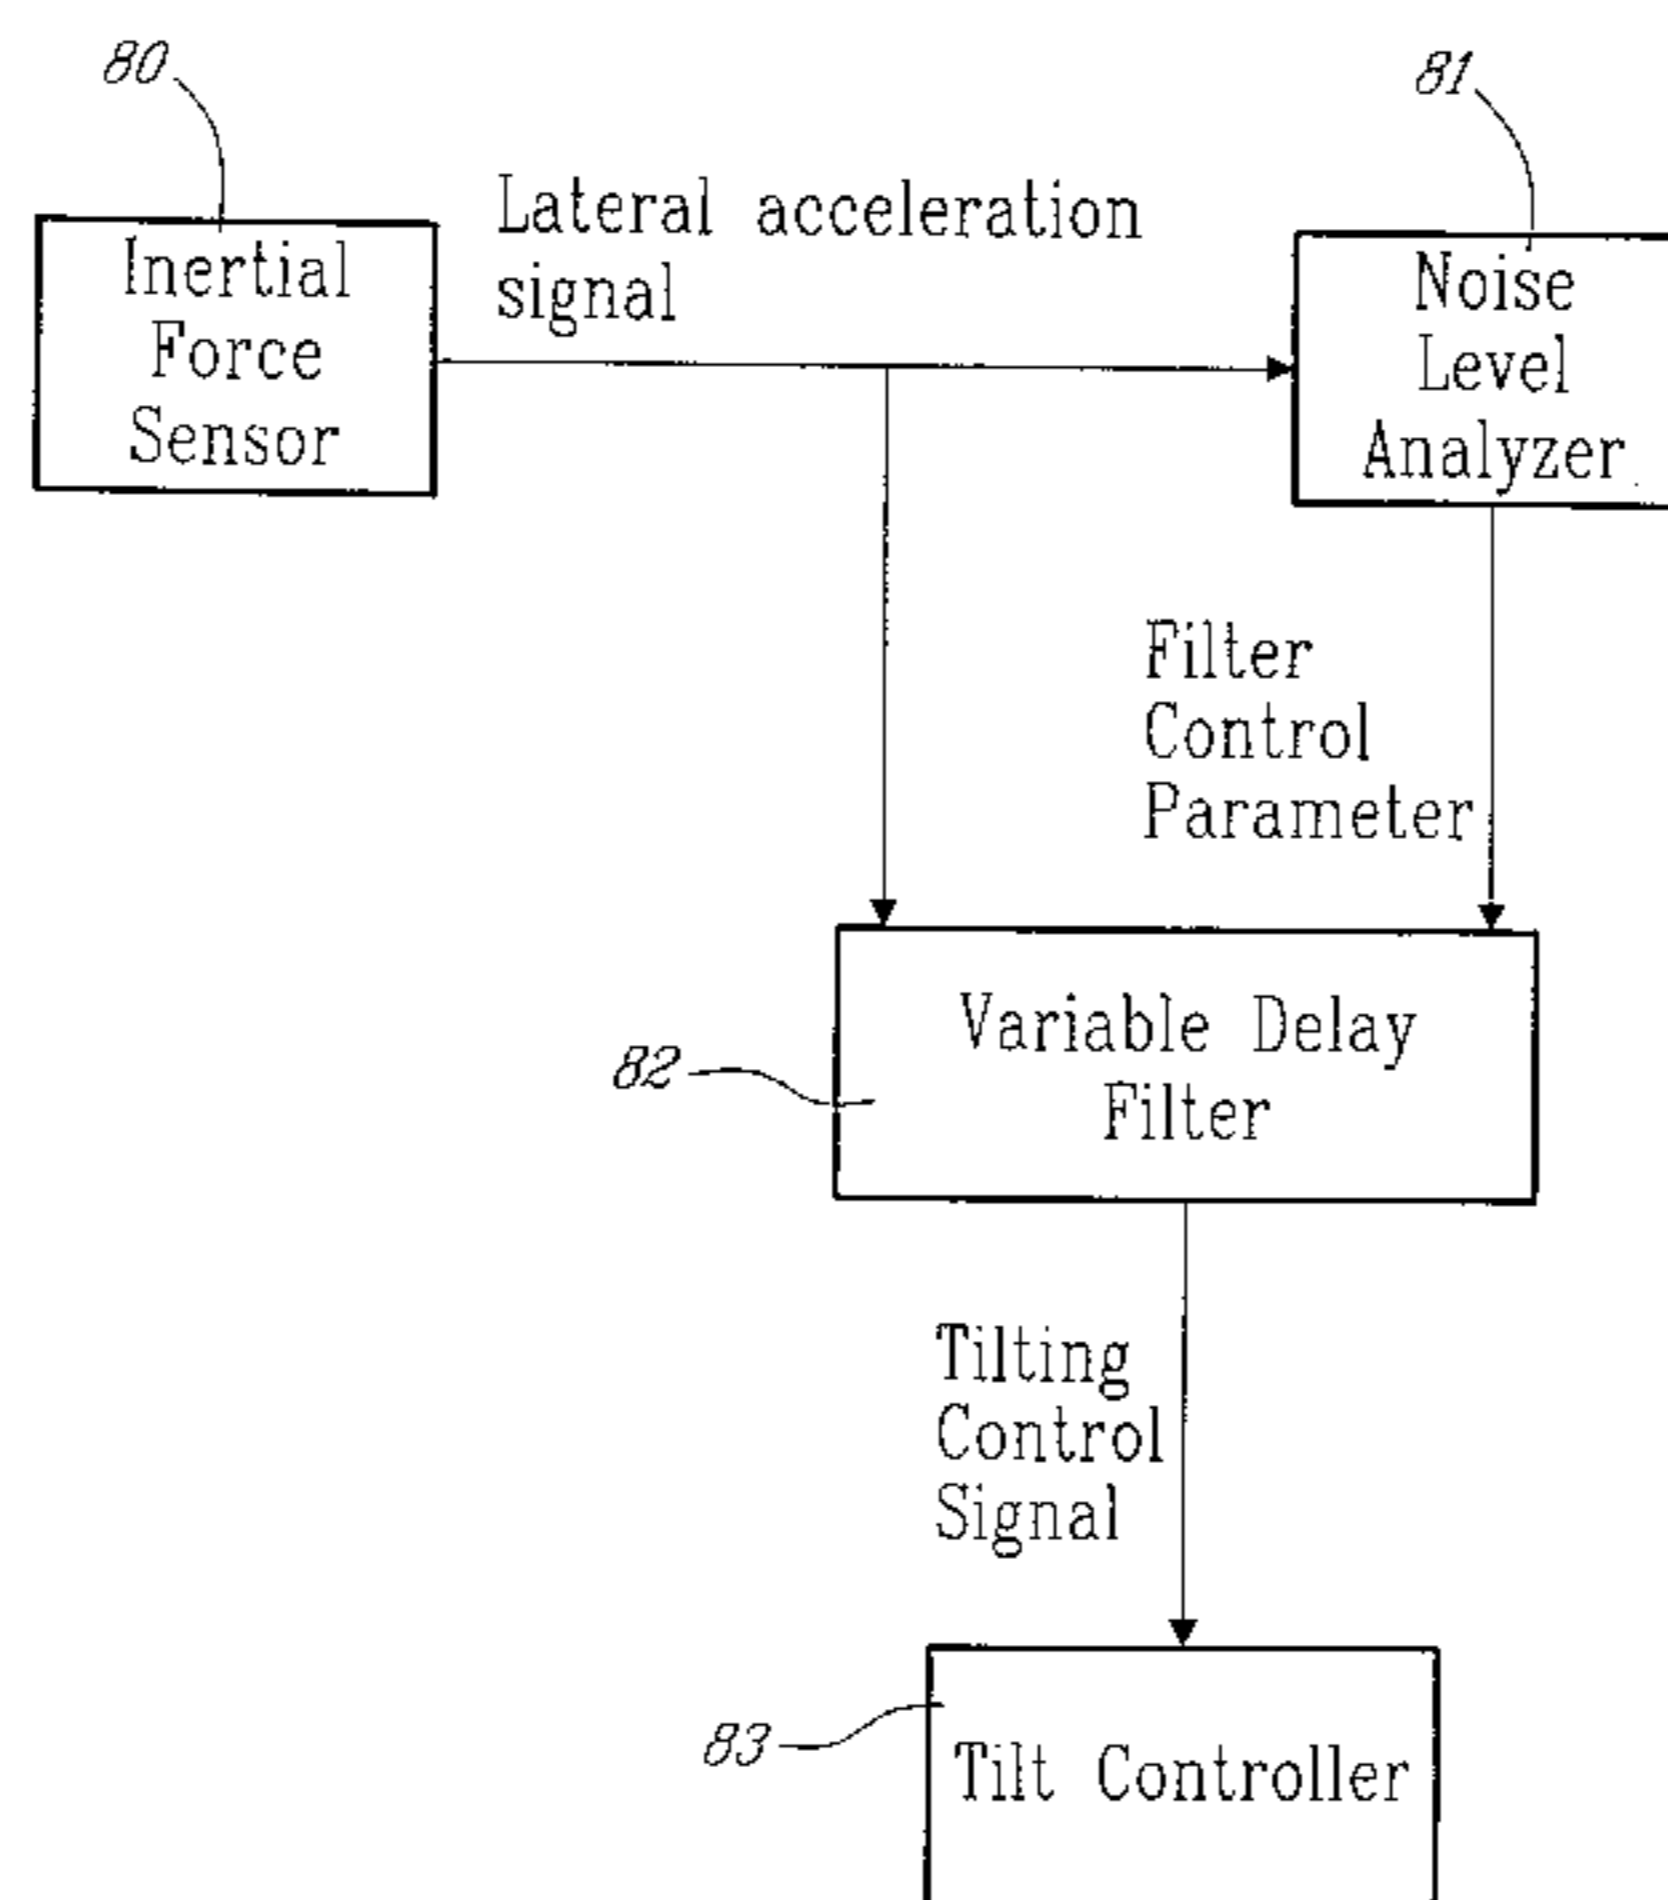 80
81
Lateral acceleration
signal
Inertial
Force
Sensor
Noise
Level
Analyzer
Filter
Control
Parameter
82
Variable Delay
Filter
Tilting
Control
Signal
83
Tilt Controller